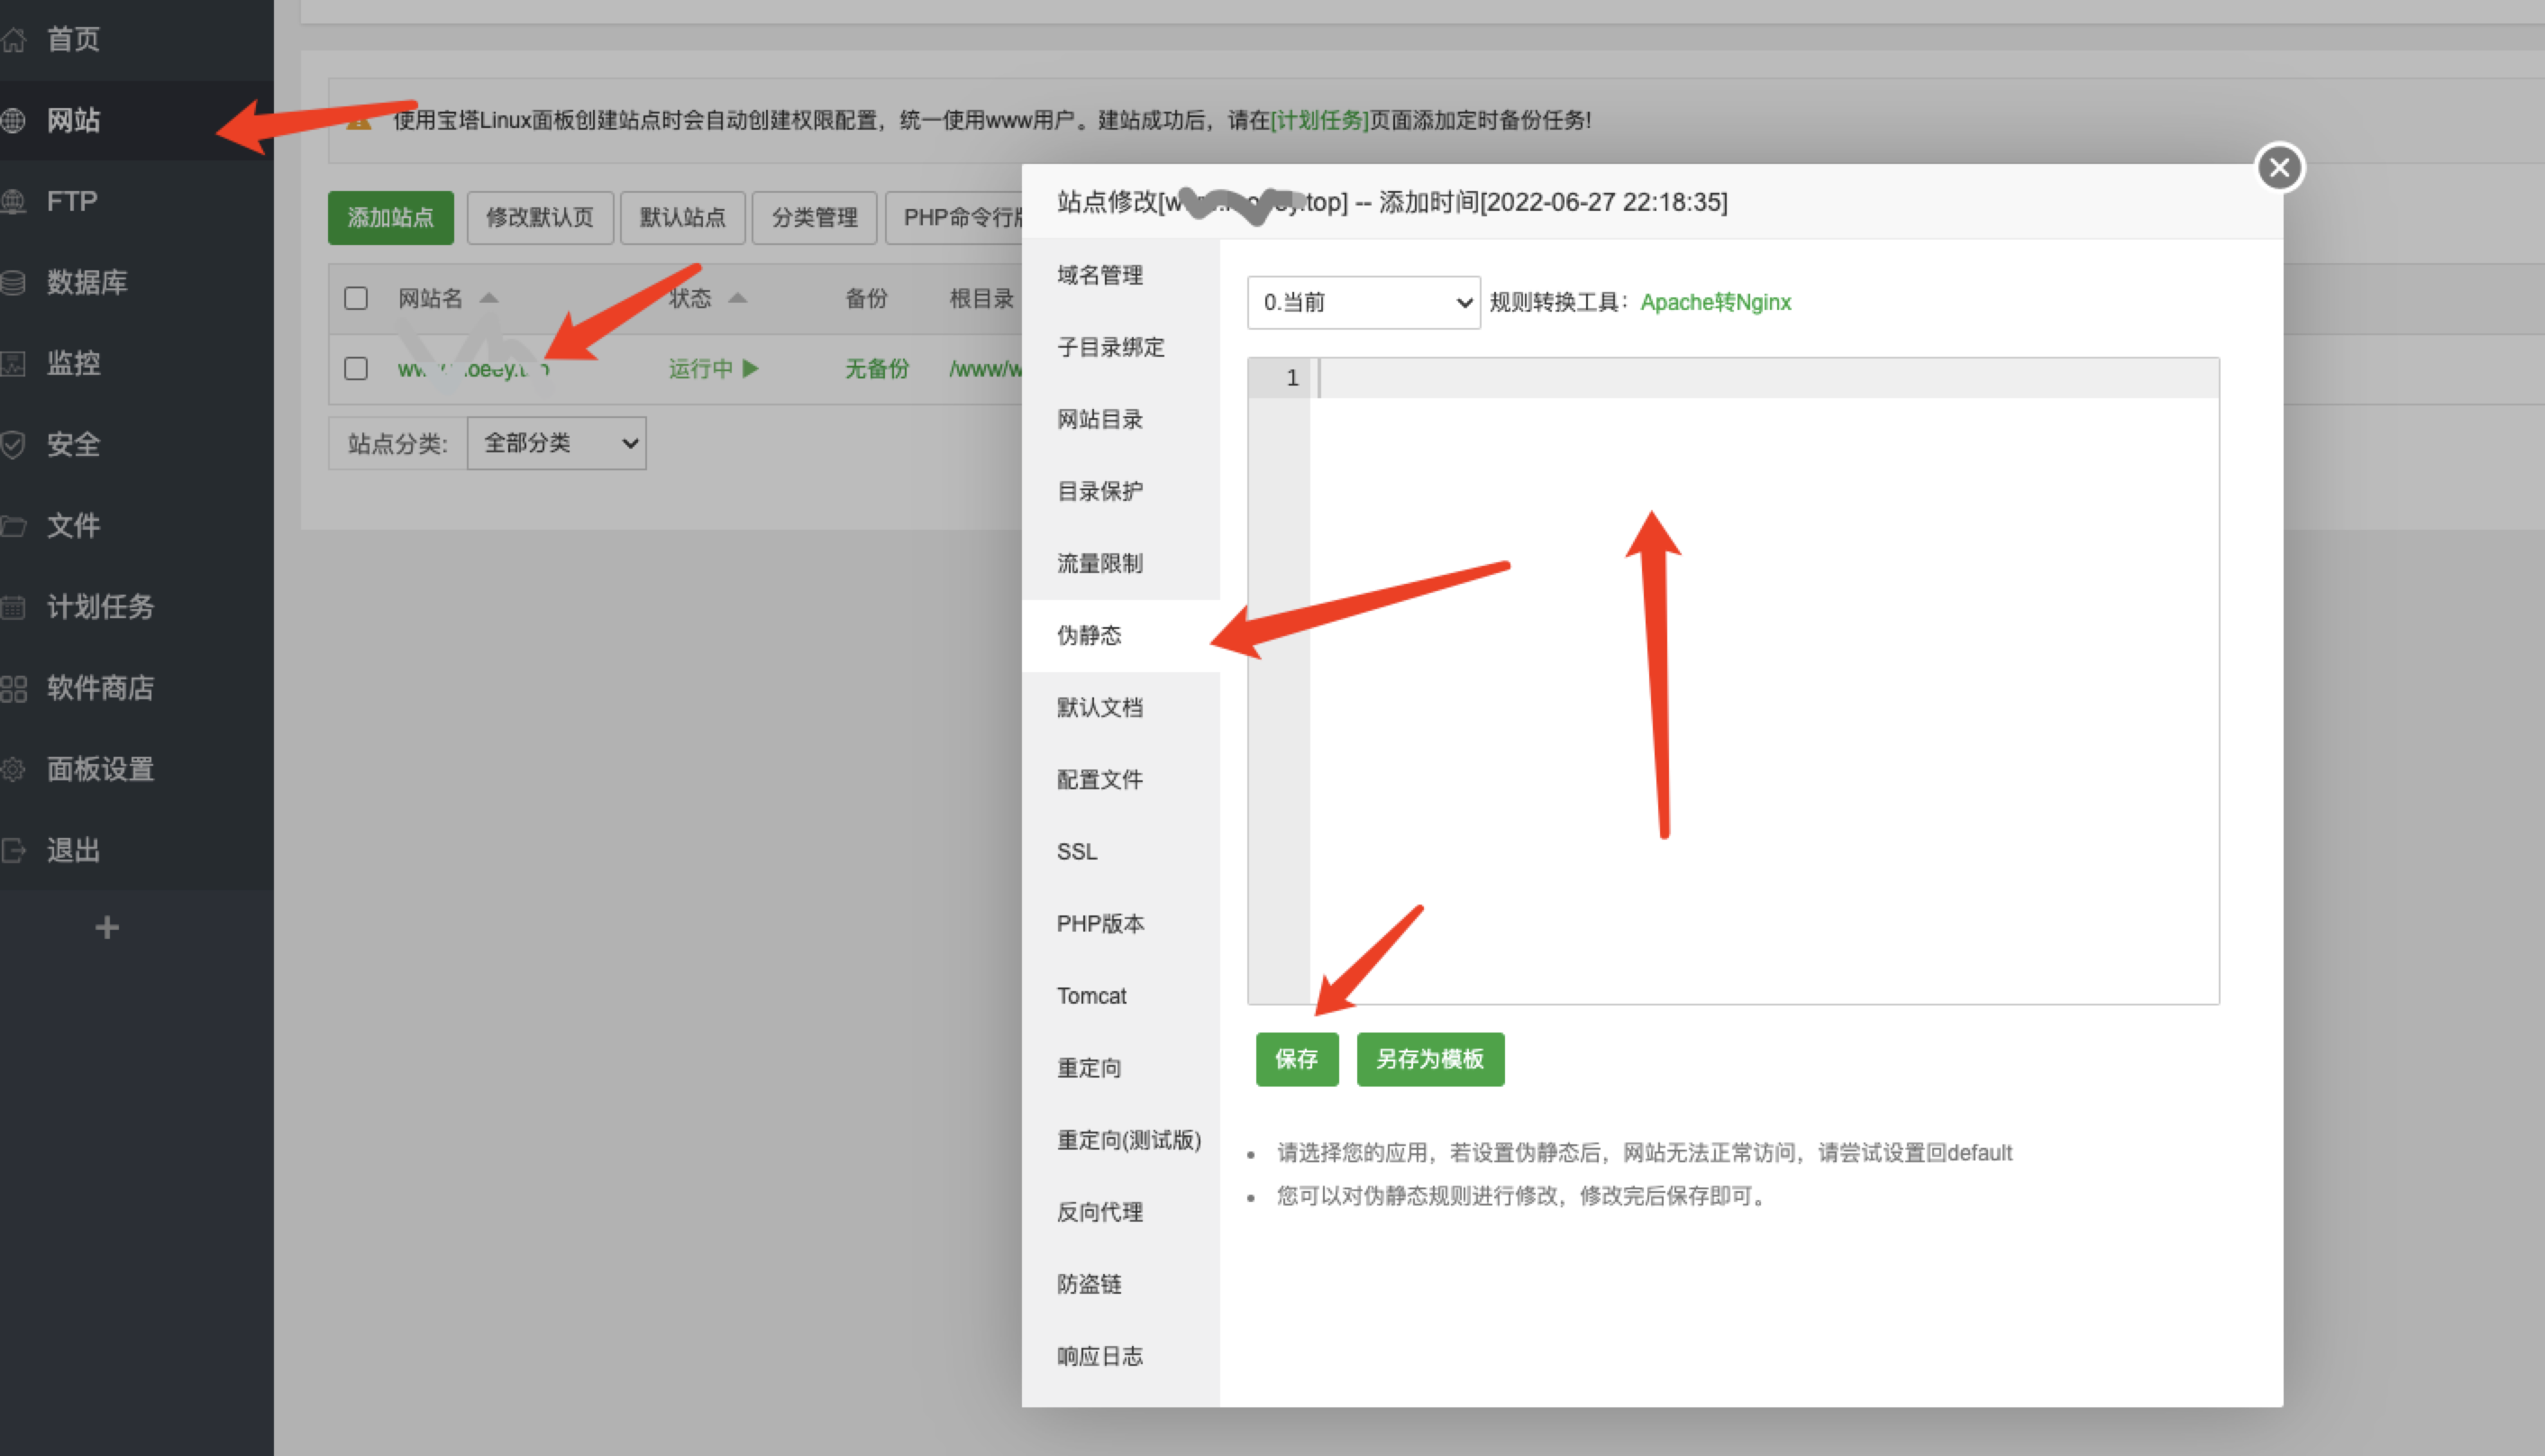 首页
网站
FTP
数据库
监控
安全
文件
计划任务
软件商店
面板设置
退出
使用宝塔Linux面板创建站点时会自动创建权限配置，统一使用www用户。建站成功后，请在[计划任务]页面添加定时备份任务!
添加站点
修改默认页
默认站点
分类管理
PHP命令行
网站名
状态
备份
根目录
运行中
无备份
/www/w
站点分类:
全部分类
站点修改[ top] -- 添加时间[2022-06-27 22:18:35]
域名管理
子目录绑定
网站目录
目录保护
流量限制
伪静态
默认文档
配置文件
SSL
PHP版本
Tomcat
重定向
重定向(测试版)
反向代理
防盗链
响应日志
0.当前
规则转换工具：Apache转Nginx
1
保存
另存为模板
请选择您的应用，若设置伪静态后，网站无法正常访问，请尝试设置回default
您可以对伪静态规则进行修改，修改完后保存即可。